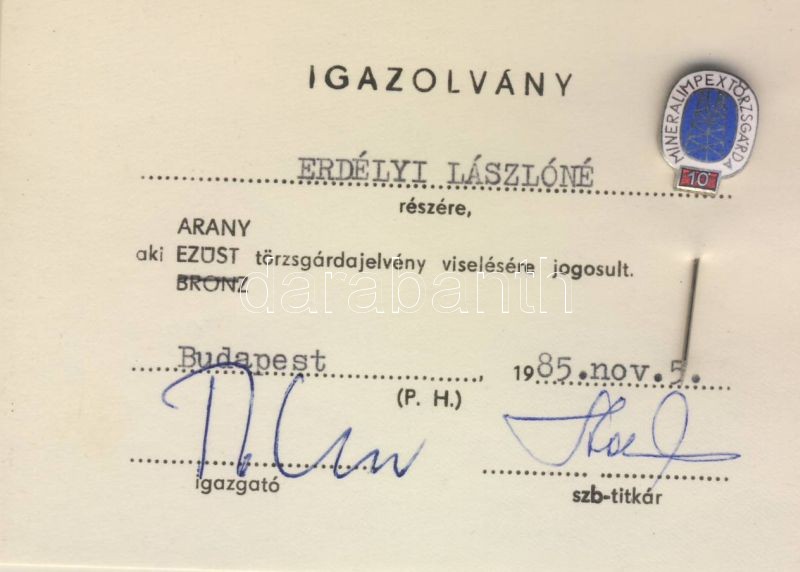 IGAZOLVÁNY
MINERALIMPEX TÖRZSGÁRDA
10
ERDÉLYI LÁSZLÓNÉ
részére,
ARANY
aki EZÜST törzsgárdajelvény viselésére jogosult.
BRONZ
darabanth
Budapest, 1985.nov.5.
(P. H.)
igazgató szb-titkár